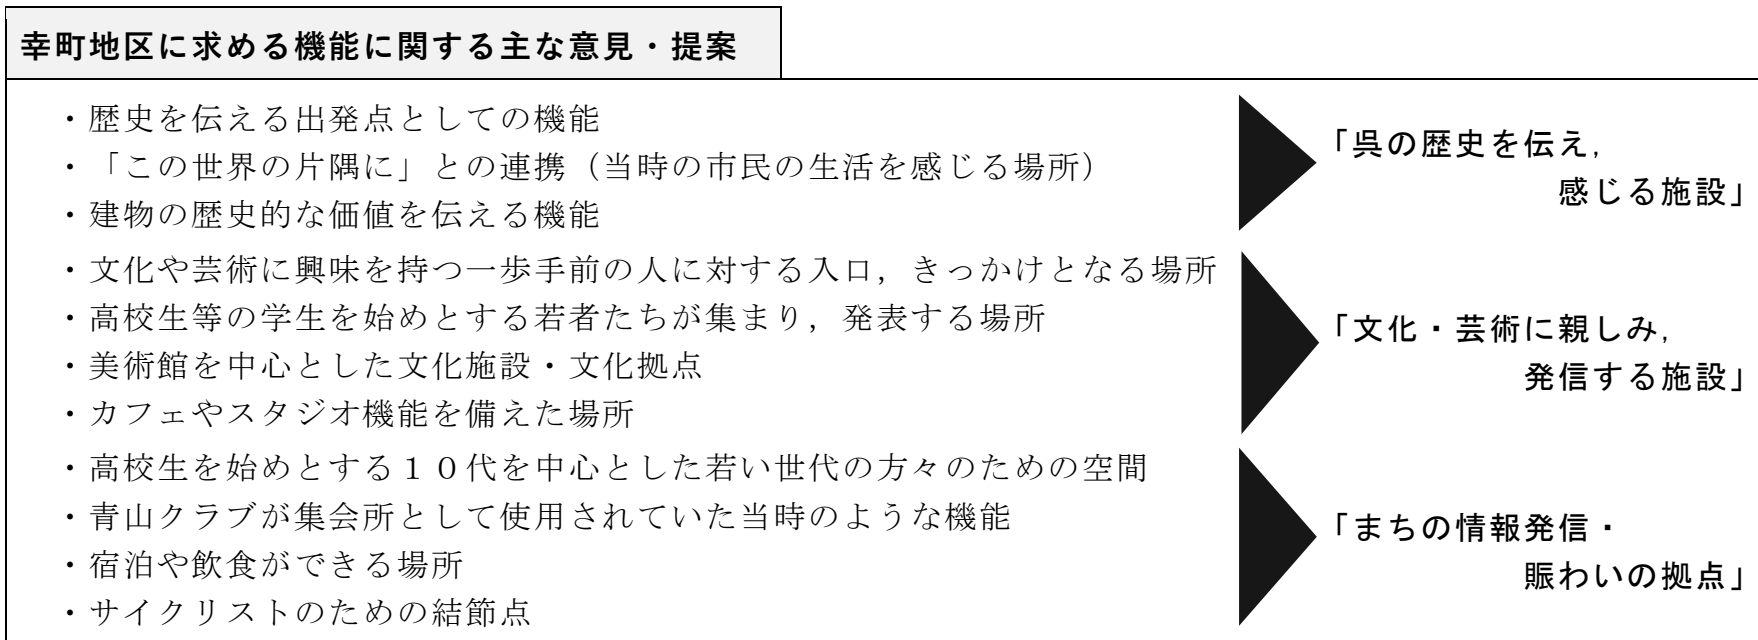 幸町地区に求める機能に関する主な意見・提案
・歴史を伝える出発点としての機能
・「この世界の片隅に」との連携（当時の市民の生活を感じる場所）
・建物の歴史的な価値を伝える機能
「呉の歴史を伝え，
感じる施設」
・文化や芸術に興味を持つ一歩手前の人に対する入口，きっかけとなる場所
・高校生等の学生を始めとする若者たちが集まり，発表する場所
・美術館を中心とした文化施設・文化拠点
・カフェやスタジオ機能を備えた場所
「文化・芸術に親しみ，
発信する施設」
・高校生を始めとする１０代を中心とした若い世代の方々のための空間
・青山クラブが集会所として使用されていた当時のような機能
・宿泊や飲食ができる場所
・サイクリストのための結節点
「まちの情報発信・
賑わいの拠点」